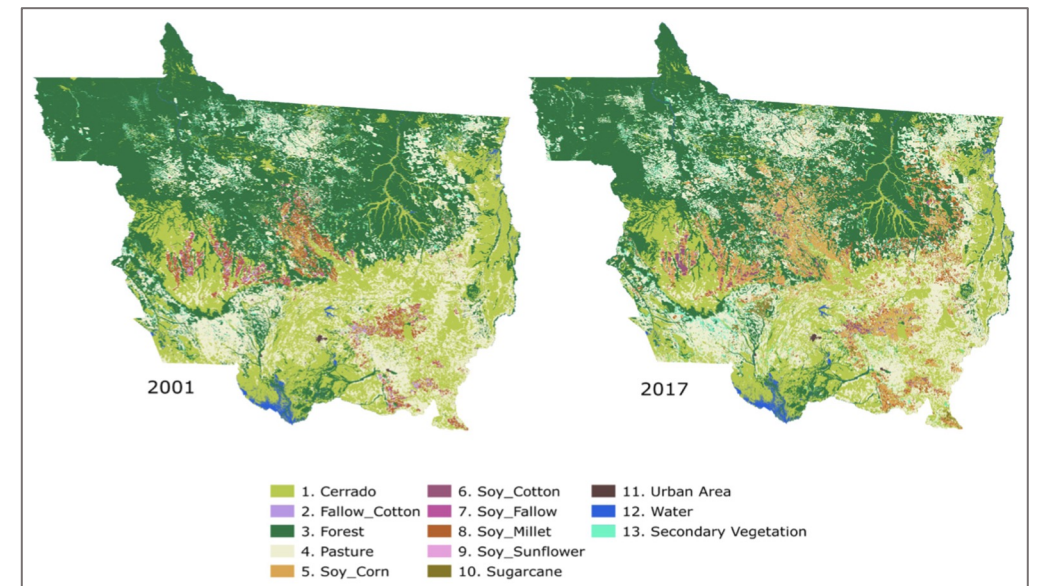 2001
2017
1. Cerrado
2. Fallow_Cotton
3. Forest
4. Pasture
5. Soy_Corn
6. Soy_Cotton
7. Soy_Fallow
8. Soy_Millet
9. Soy_Sunflower
10. Sugarcane
11. Urban Area
12. Water
13. Secondary Vegetation